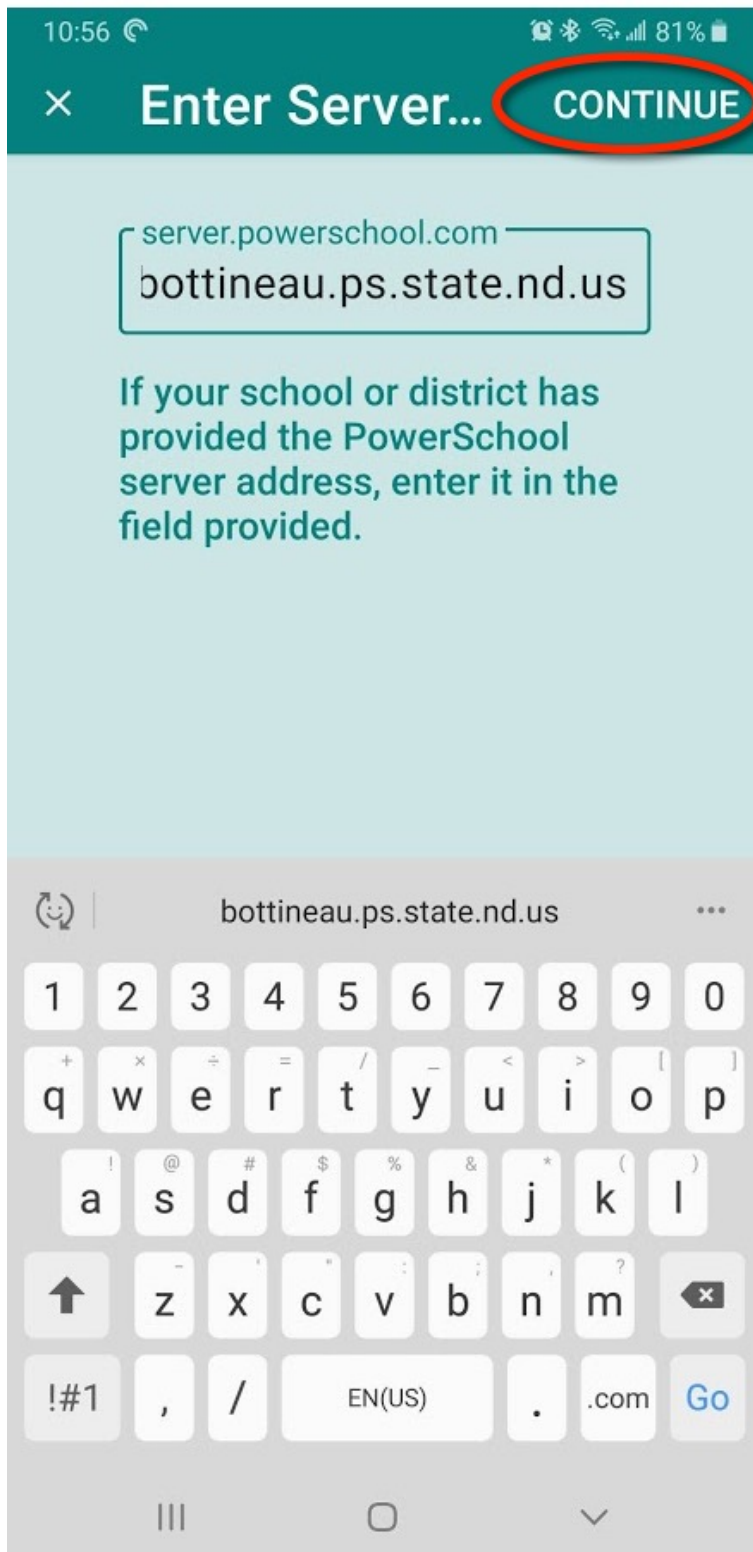 10:56 81%
× Enter Server... CONTINUE
server.powerschool.com
bottineau.ps.state.nd.us
If your school or district has
provided the PowerSchool
server address, enter it in the
field provided.
bottineau.ps.state.nd.us ...
1 2 3 4 5 6 7 8 9 0
+ × ÷ = / _ < > [ ]
q w e r t y u i o p
! @ # $ % & * ( )
a s d f g h j k l
- ' " : ; , ?
z x c v b n m
!#1 , / EN(US) . .com Go